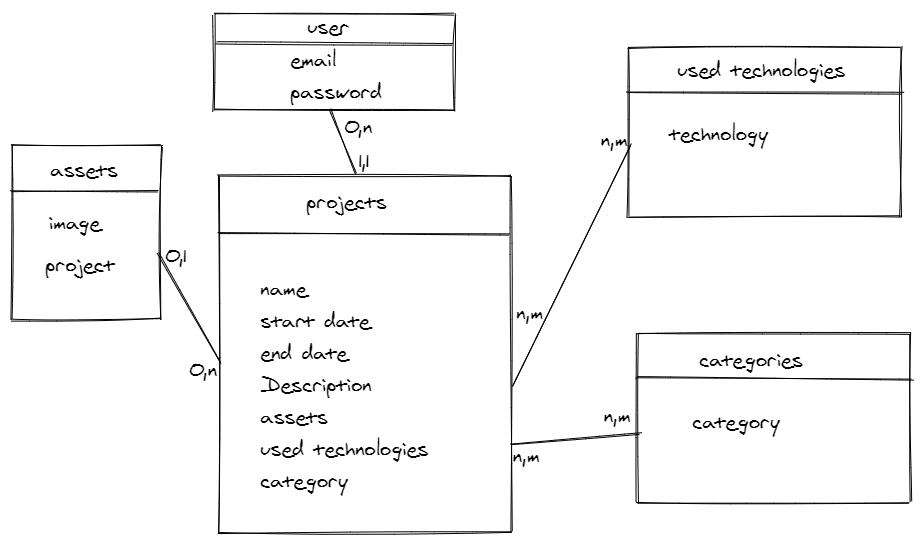 user
email
password
0,n
1,1
used technologies
technology
n,m
assets
image
project
0,1
0,n
projects
name
start date
end date
Description
assets
used technologies
category
n,m
n,m
categories
category
n,m